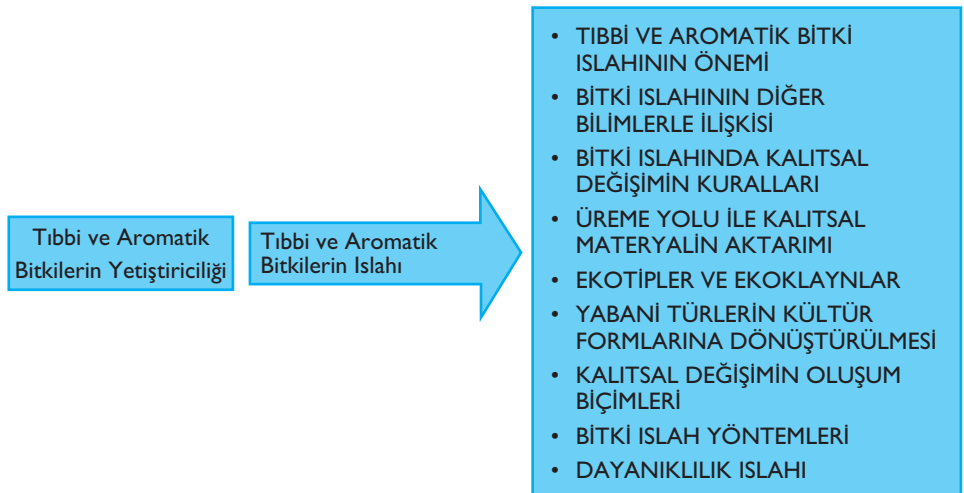 Tıbbi ve Aromatik
Bitkilerin Yetiştiriciliği
Tıbbi ve Aromatik
Bitkilerin Islahı
• TIBBİ VE AROMATİK BİTKİ
ISLAHININ ÖNEMİ
• BİTKİ ISLAHININ DİĞER
BİLİMLERLE İLİŞKİSİ
• BİTKİ ISLAHINDA KALITSAL
DEĞİŞİMİN KURALLARI
• ÜREME YOLU İLE KALITSAL
MATERYALİN AKTARIMI
• EKOTİPLER VE EKOKLAYNLAR
• YABANİ TÜRLERİN KÜLTÜR
FORMLARINA DÖNÜŞTÜRÜLMESİ
• KALITSAL DEĞİŞİMİN OLUŞUM
BİÇİMLERİ
• BİTKİ ISLAH YÖNTEMLERİ
• DAYANIKLILIK ISLAHI